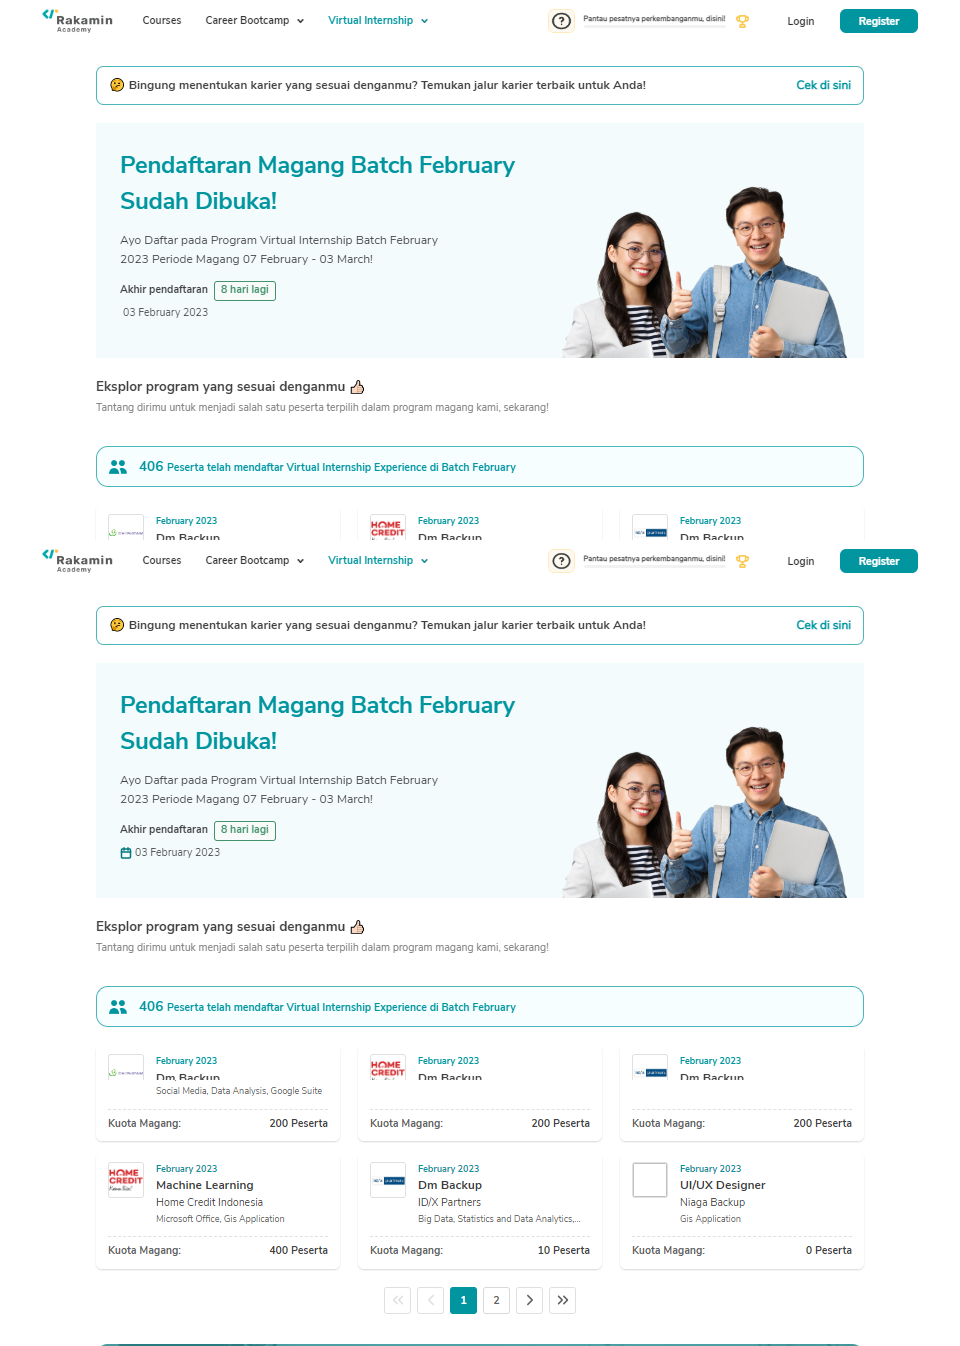 Rakamin
Academy
Courses
Career Bootcamp
Virtual Internship
Pantau pesatnya perkembanganmu, disini!
Login
Register
Bingung menentukan karier yang sesuai denganmu? Temukan jalur karier terbaik untuk Anda!
Cek di sini
Pendaftaran Magang Batch February
Sudah Dibuka!
Ayo Daftar pada Program Virtual Internship Batch February
2023 Periode Magang 07 February - 03 March!
Akhir pendaftaran 8 hari lagi
03 February 2023
Eksplor program yang sesuai denganmu
Tantang dirimu untuk menjadi salah satu peserta terpilih dalam program magang kami, sekarang!
406 Peserta telah mendaftar Virtual Internship Experience di Batch February
February 2023
Dm Backup
HOME
CREDIT
February 2023
Dm Backup
February 2023
Dm Backup
Rakamin
Academy
Courses
Career Bootcamp
Virtual Internship
Pantau pesatnya perkembanganmu, disini!
Login
Register
Bingung menentukan karier yang sesuai denganmu? Temukan jalur karier terbaik untuk Anda!
Cek di sini
Pendaftaran Magang Batch February
Sudah Dibuka!
Ayo Daftar pada Program Virtual Internship Batch February
2023 Periode Magang 07 February - 03 March!
Akhir pendaftaran 8 hari lagi
03 February 2023
Eksplor program yang sesuai denganmu
Tantang dirimu untuk menjadi salah satu peserta terpilih dalam program magang kami, sekarang!
406 Peserta telah mendaftar Virtual Internship Experience di Batch February
February 2023
Dm Backup
Social Media, Data Analysis, Google Suite
Kuota Magang: 200 Peserta
HOME
CREDIT
February 2023
Dm Backup
Kuota Magang: 200 Peserta
February 2023
Dm Backup
Kuota Magang: 200 Peserta
HOME
CREDIT
February 2023
Machine Learning
Home Credit Indonesia
Microsoft Office, Gis Application
Kuota Magang: 400 Peserta
February 2023
Dm Backup
ID/X Partners
Big Data, Statistics and Data Analytics,...
Kuota Magang: 10 Peserta
February 2023
UI/UX Designer
Niaga Backup
Gis Application
Kuota Magang: 0 Peserta
1 2